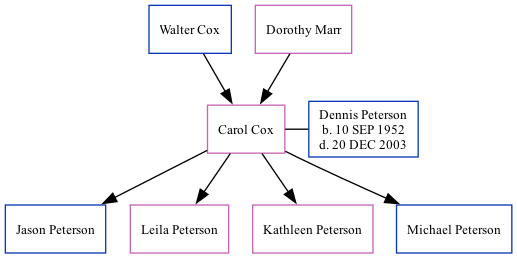 Walter Cox
Dorothy Marr
Carol Cox
Dennis Peterson
b. 10 SEP 1952
d. 20 DEC 2003
Jason Peterson
Leila Peterson
Kathleen Peterson
Michael Peterson